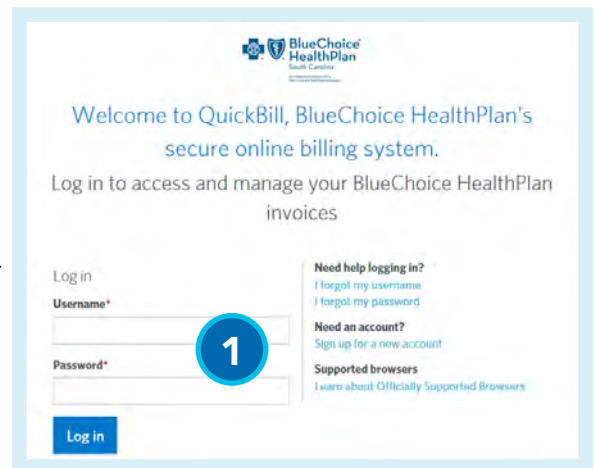 BlueChoice
HealthPlan
South Carolina
Welcome to QuickBill, BlueChoice HealthPlan's
secure online billing system.
Log in to access and manage your BlueChoice HealthPlan
invoices
Log in
Username*
Password*
1
Log in
Need help logging in?
I forgot my username
I forgot my password
Need an account?
Sign up for a new account
Supported browsers
Learn about Officially Supported Browsers